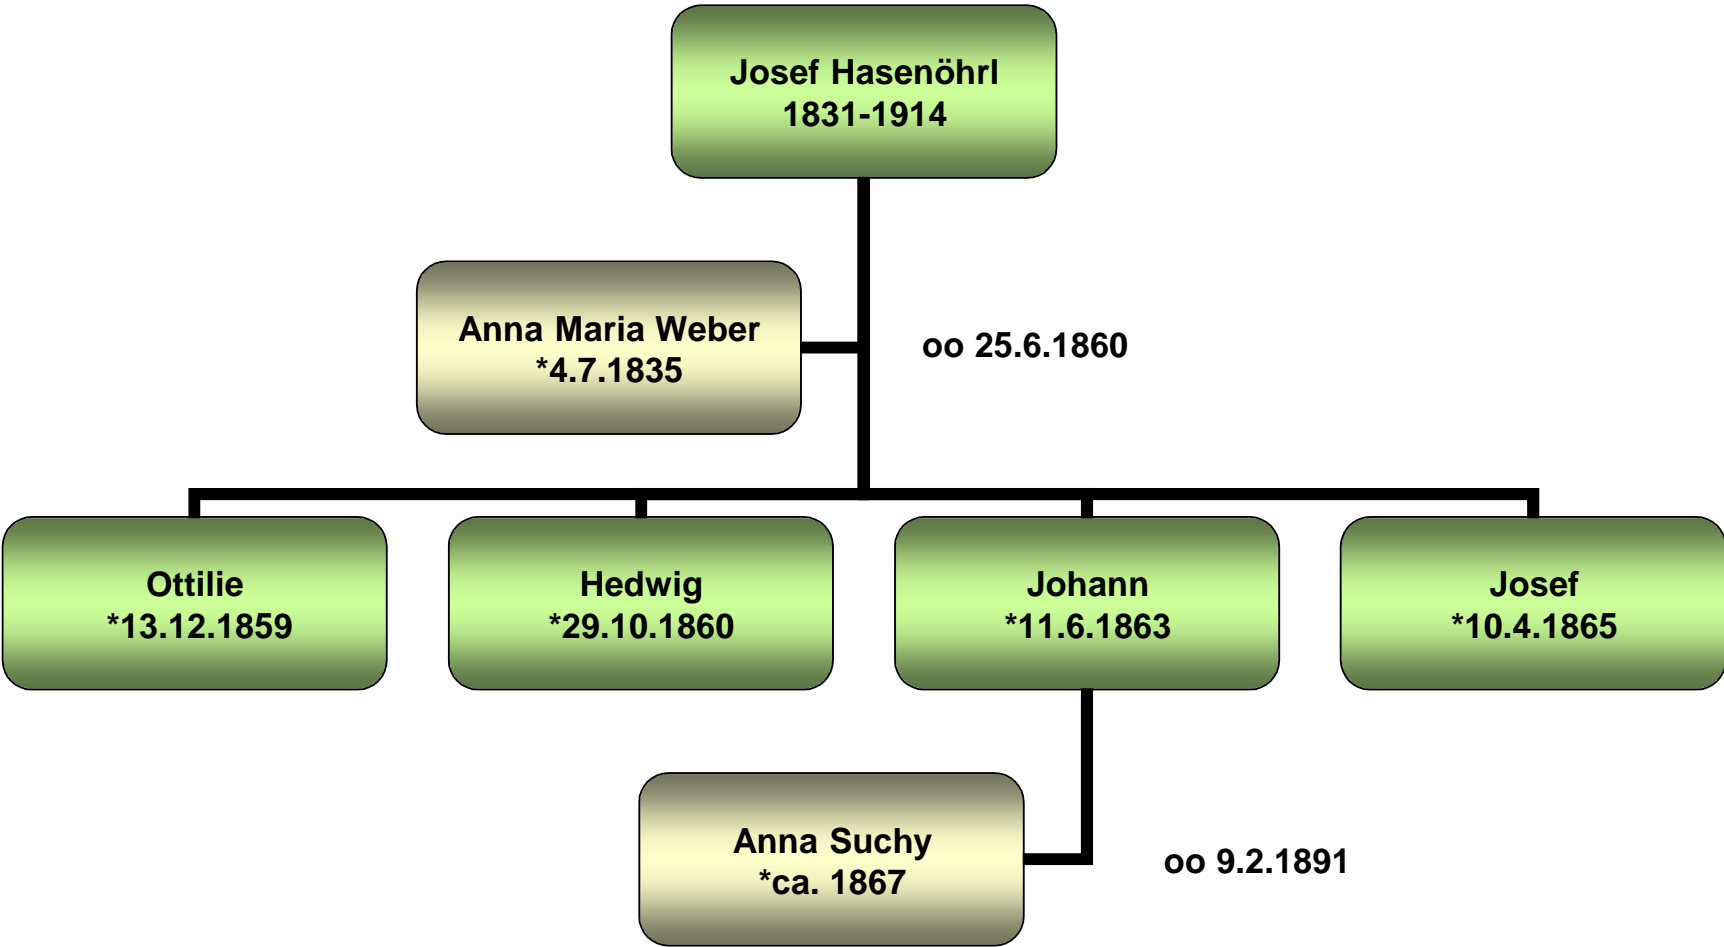 Josef Hasenöhrl
1831-1914
Anna Maria Weber
*4.7.1835
oo 25.6.1860
Ottilie
*13.12.1859
Hedwig
*29.10.1860
Johann
*11.6.1863
Josef
*10.4.1865
Anna Suchy
*ca. 1867
oo 9.2.1891